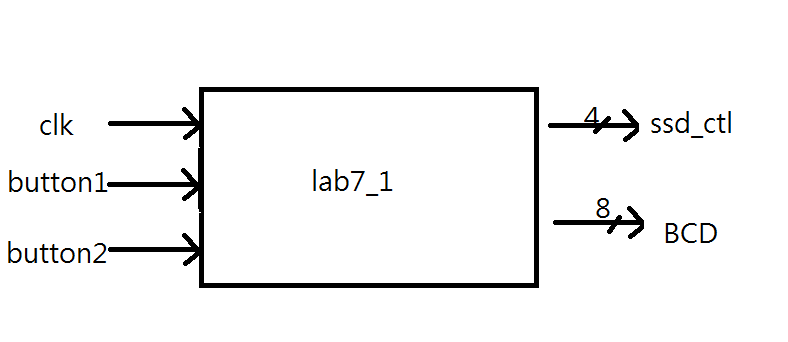 clk
button1
button2
lab7_1
4
ssd_ctl
8
BCD